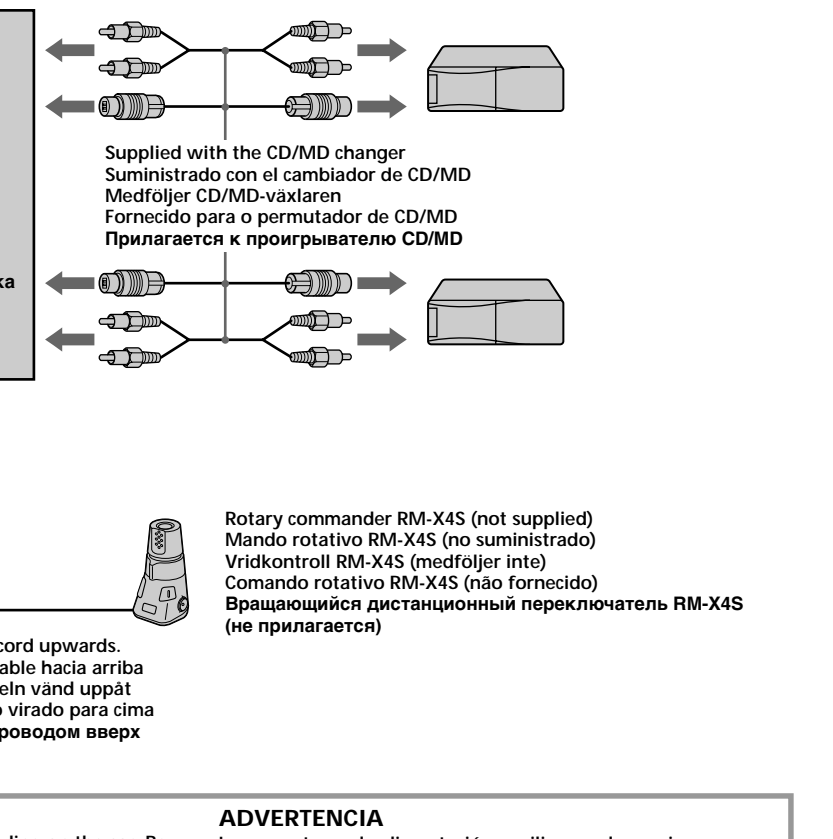 Supplied with the CD/MD changer
Suministrado con el cambiador de CD/MD
Medföljer CD/MD-växlaren
Fornecido para o permutador de CD/MD
Прилагается к проигрывателю CD/MD
ка
Rotary commander RM-X4S (not supplied)
Mando rotativo RM-X4S (no suministrado)
Vridkontroll RM-X4S (medföljer inte)
Comando rotativo RM-X4S (não fornecido)
Вращающийся дистанционный переключатель RM-X4S
(не прилагается)
cord upwards.
able hacia arriba
eln vänd uppåt
o virado para cima
роводом вверх
ADVERTENCIA